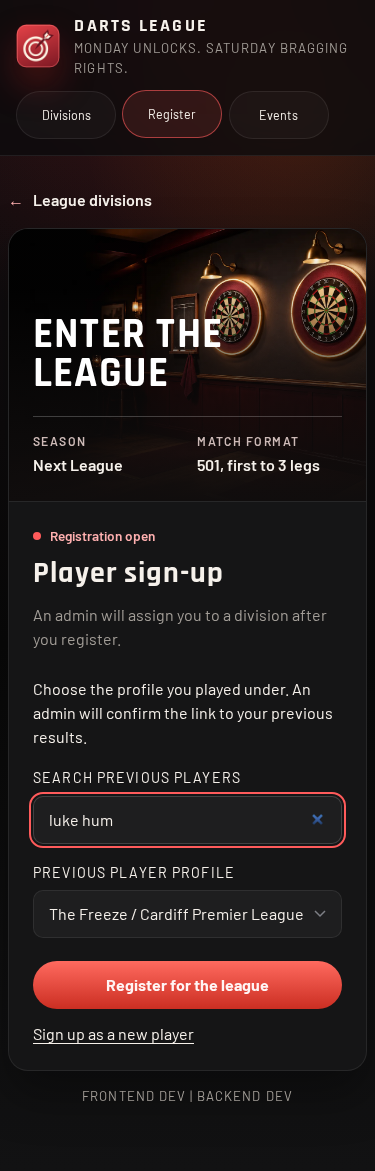 DARTS LEAGUE
MONDAY UNLOCKS. SATURDAY BRAGGING
RIGHTS.
Divisions
Register
Events
← League divisions
ENTER THE
LEAGUE
SEASON
Next League
MATCH FORMAT
501, first to 3 legs
Registration open
Player sign-up
An admin will assign you to a division after
you register.
Choose the profile you played under. An
admin will confirm the link to your previous
results.
SEARCH PREVIOUS PLAYERS
luke hum
PREVIOUS PLAYER PROFILE
The Freeze / Cardiff Premier League
Register for the league
Sign up as a new player
FRONTEND DEV | BACKEND DEV